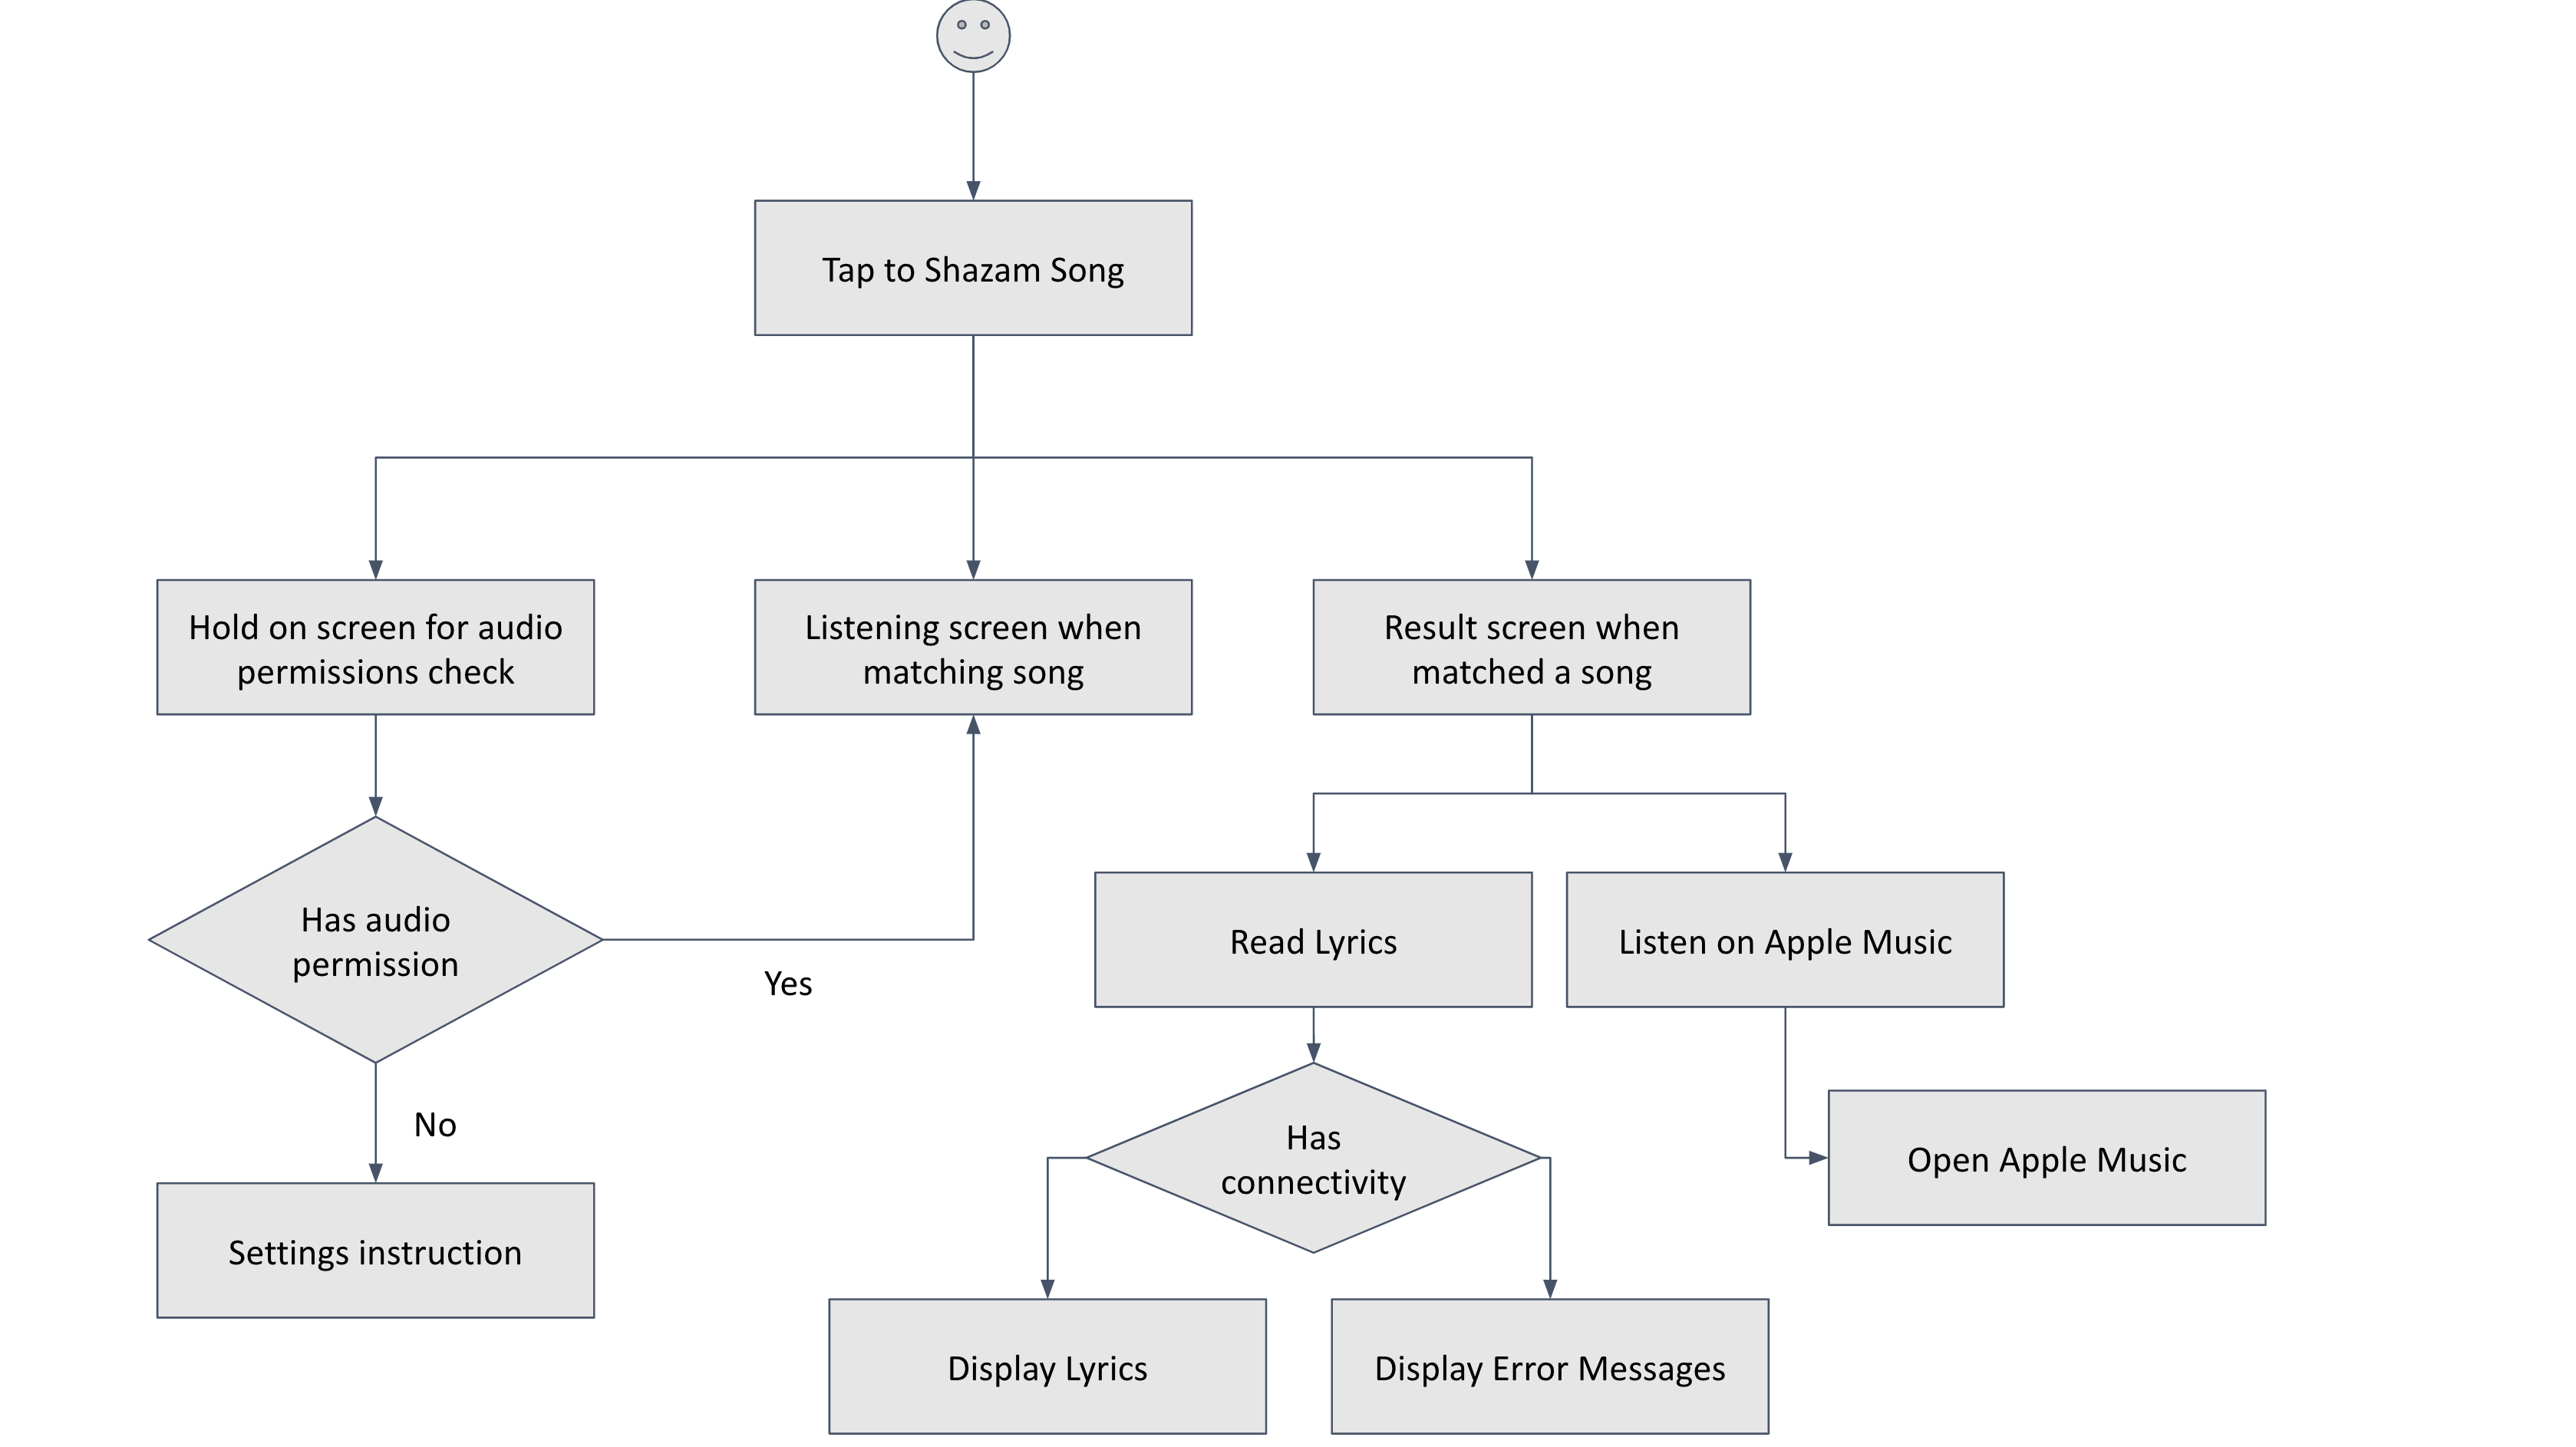 Tap to Shazam Song
Hold on screen for audio
permissions check
Listening screen when
matching song
Result screen when
matched a song
Has audio
permission
Yes
No
Settings instruction
Read Lyrics
Listen on Apple Music
Has
connectivity
Open Apple Music
Display Lyrics
Display Error Messages